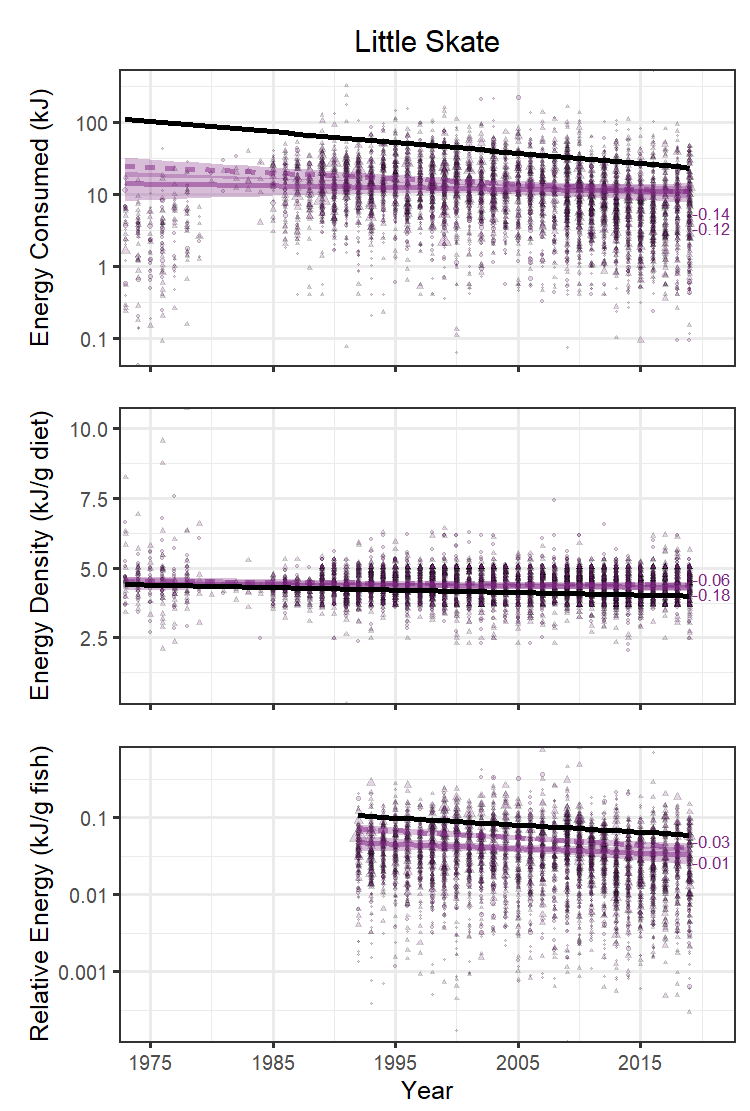 Little Skate
Energy Consumed (kJ)
100
10
1
0.1
-0.14
-0.12
Energy Density (kJ/g diet)
10.0
7.5
5.0
2.5
-0.06
-0.18
Relative Energy (kJ/g fish)
0.1
0.01
0.001
-0.03
-0.01
1975 1985 1995 2005 2015
Year